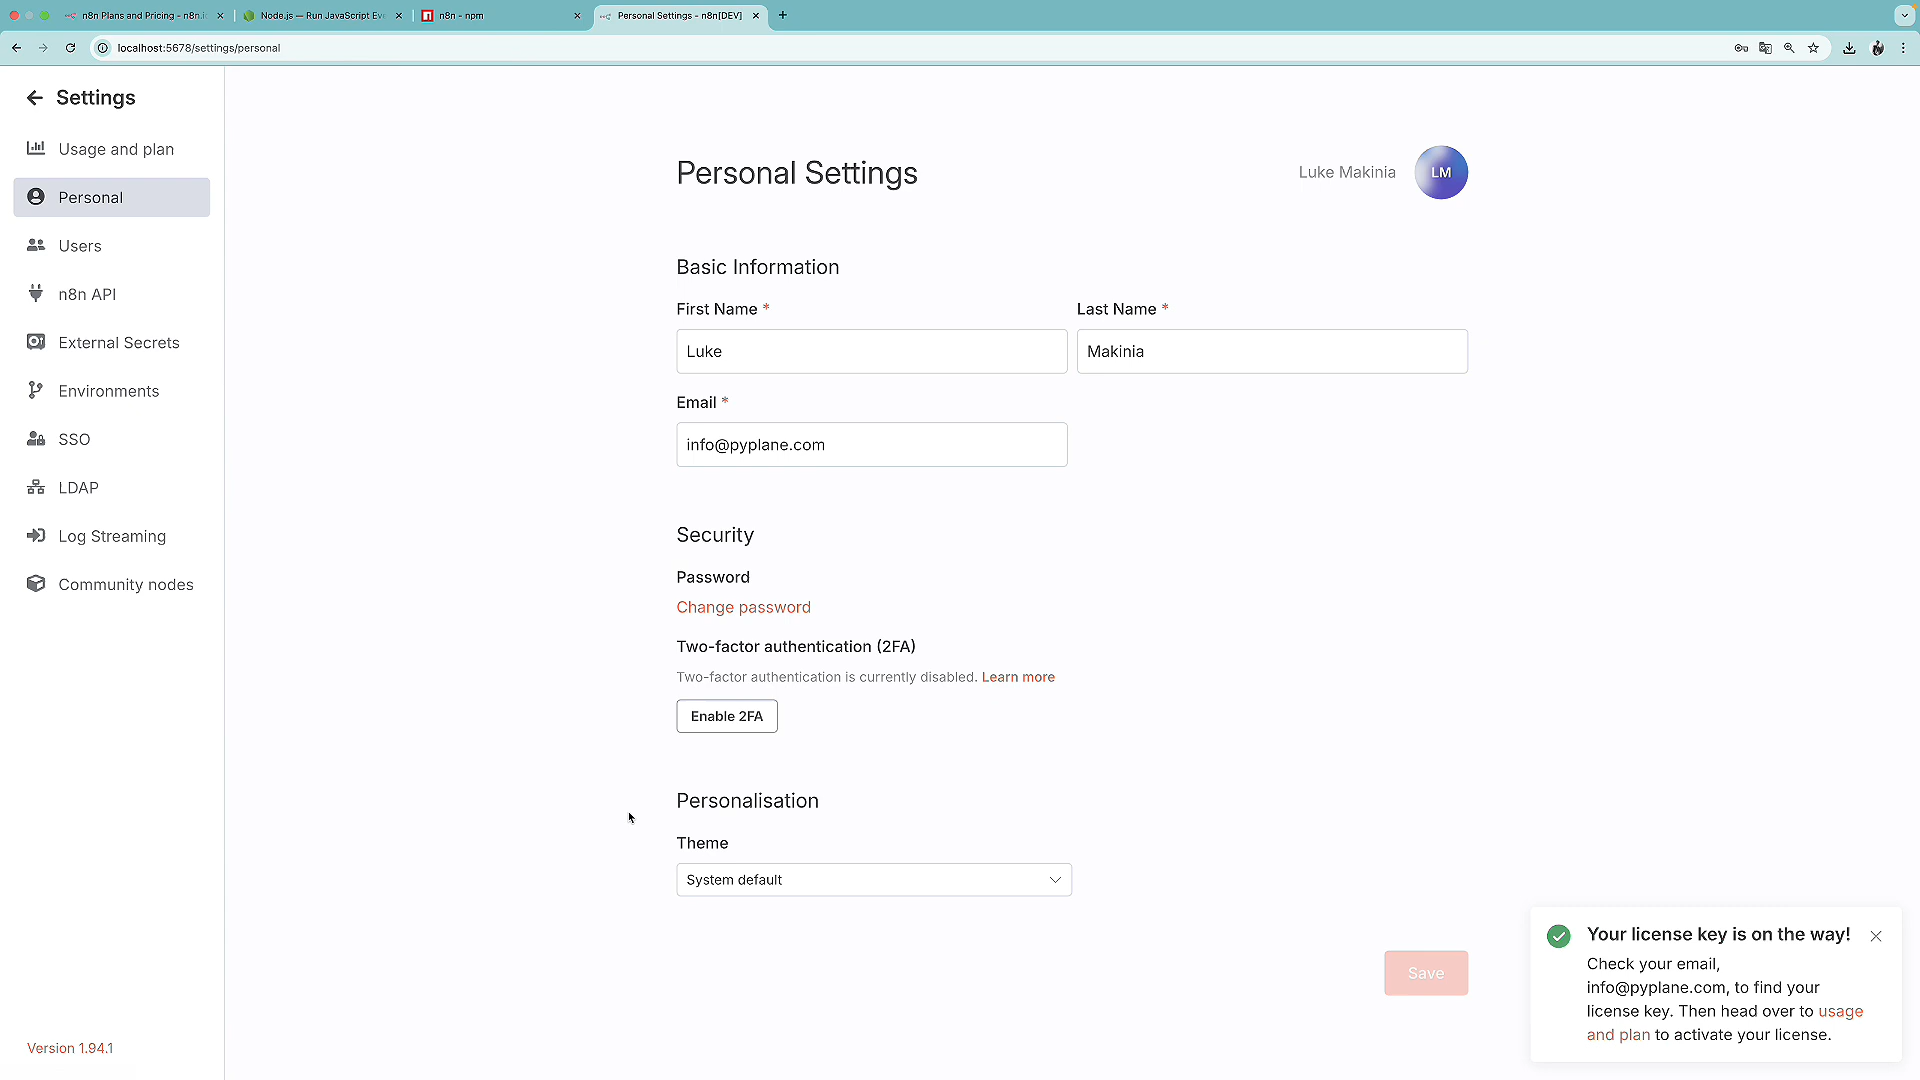 n8n Plans and Pricing - n8n.i
Node.js — Run JavaScript Eve
n8n - npm
Personal Settings - n8n[DEV]
localhost:5678/settings/personal
Settings
Usage and plan
Personal
Users
n8n API
External Secrets
Environments
SSO
LDAP
Log Streaming
Community nodes
Version 1.94.1
Personal Settings
Luke Makinia
LM
Basic Information
First Name *
Last Name *
Luke
Makinia
Email *
info@pyplane.com
Security
Password
Change password
Two-factor authentication (2FA)
Two-factor authentication is currently disabled. Learn more
Enable 2FA
Personalisation
Theme
System default
Save
Your license key is on the way!
Check your email,
info@pyplane.com, to find your
license key. Then head over to usage
and plan to activate your license.